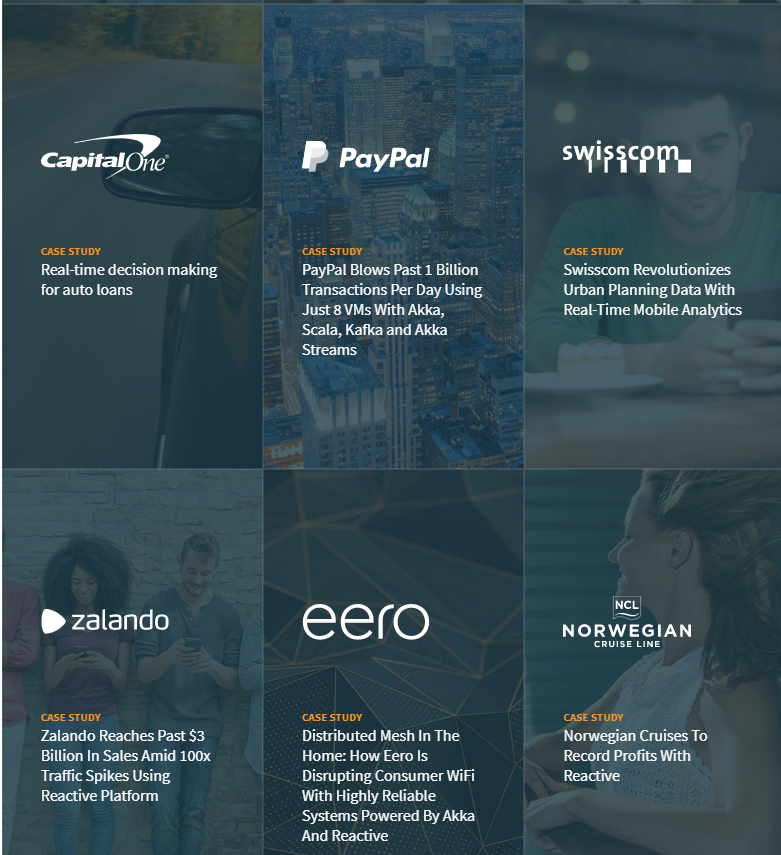 CapitalOne®
CASE STUDY
Real-time decision making
for auto loans
PayPal
CASE STUDY
PayPal Blows Past 1 Billion
Transactions Per Day Using
Just 8 VMs With Akka,
Scala, Kafka and Akka
Streams
swisscom
CASE STUDY
Swisscom Revolutionizes
Urban Planning Data With
Real-Time Mobile Analytics
zalando
CASE STUDY
Zalando Reaches Past $3
Billion In Sales Amid 100x
Traffic Spikes Using
Reactive Platform
eero
CASE STUDY
Distributed Mesh In The
Home: How Eero Is
Disrupting Consumer WiFi
With Highly Reliable
Systems Powered By Akka
And Reactive
NCL
NORWEGIAN
CRUISE LINE
CASE STUDY
Norwegian Cruises To
Record Profits With
Reactive